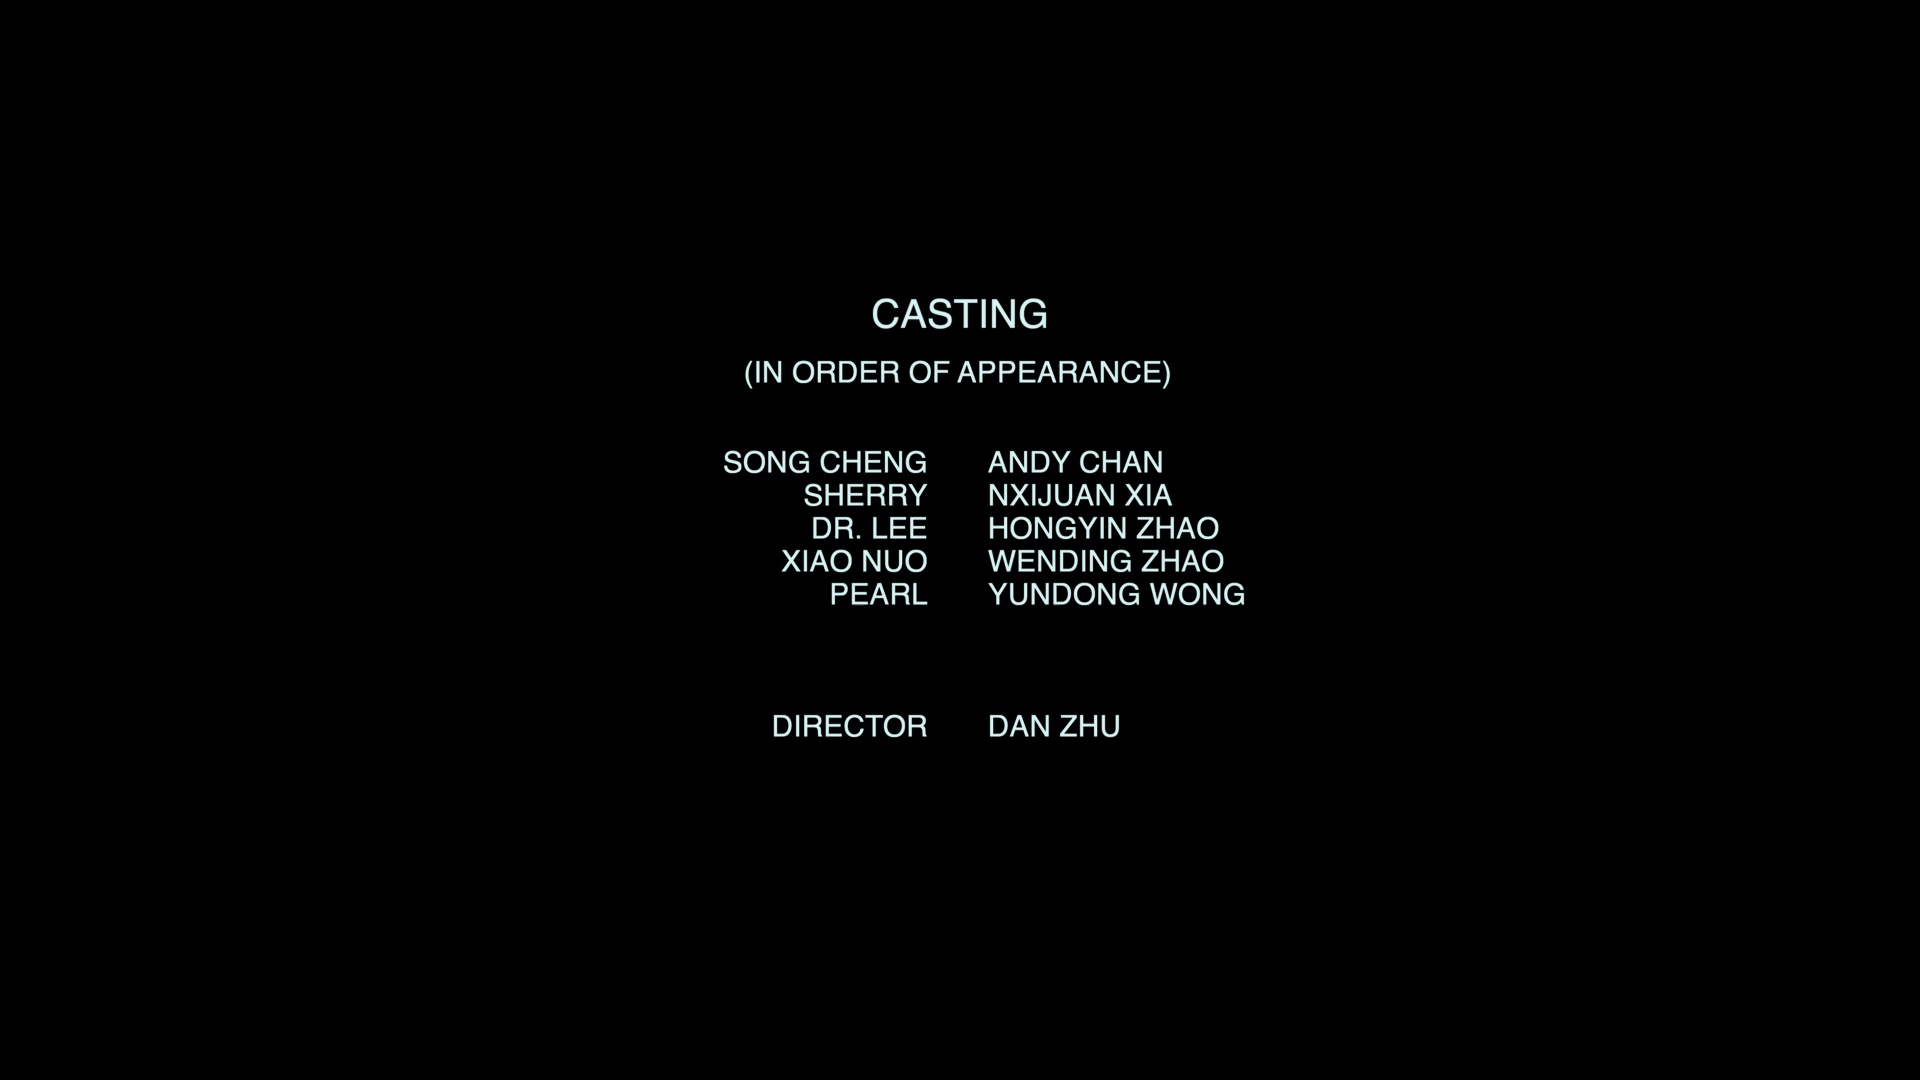 CASTING
(IN ORDER OF APPEARANCE)
SONG CHENG ANDY CHAN
SHERRY NXIJUAN XIA
DR. LEE HONGYIN ZHAO
XIAO NUO WENDING ZHAO
PEARL YUNDONG WONG
DIRECTOR DAN ZHU